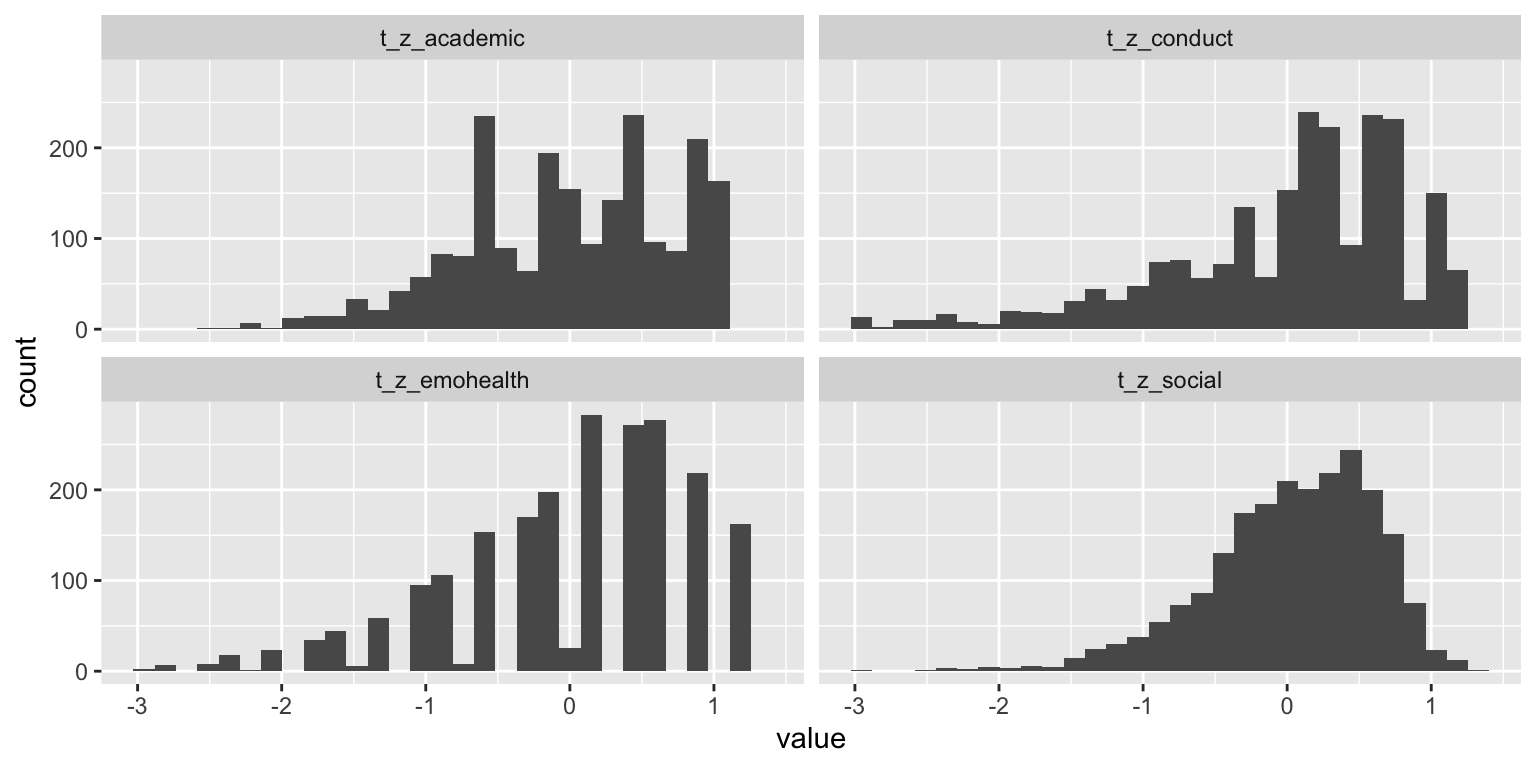 t_z_academic
t_z_conduct
200
100
0
t_z_emohealth
t_z_social
200
100
0
-3 -2 -1 0 1
-3 -2 -1 0 1
value
count